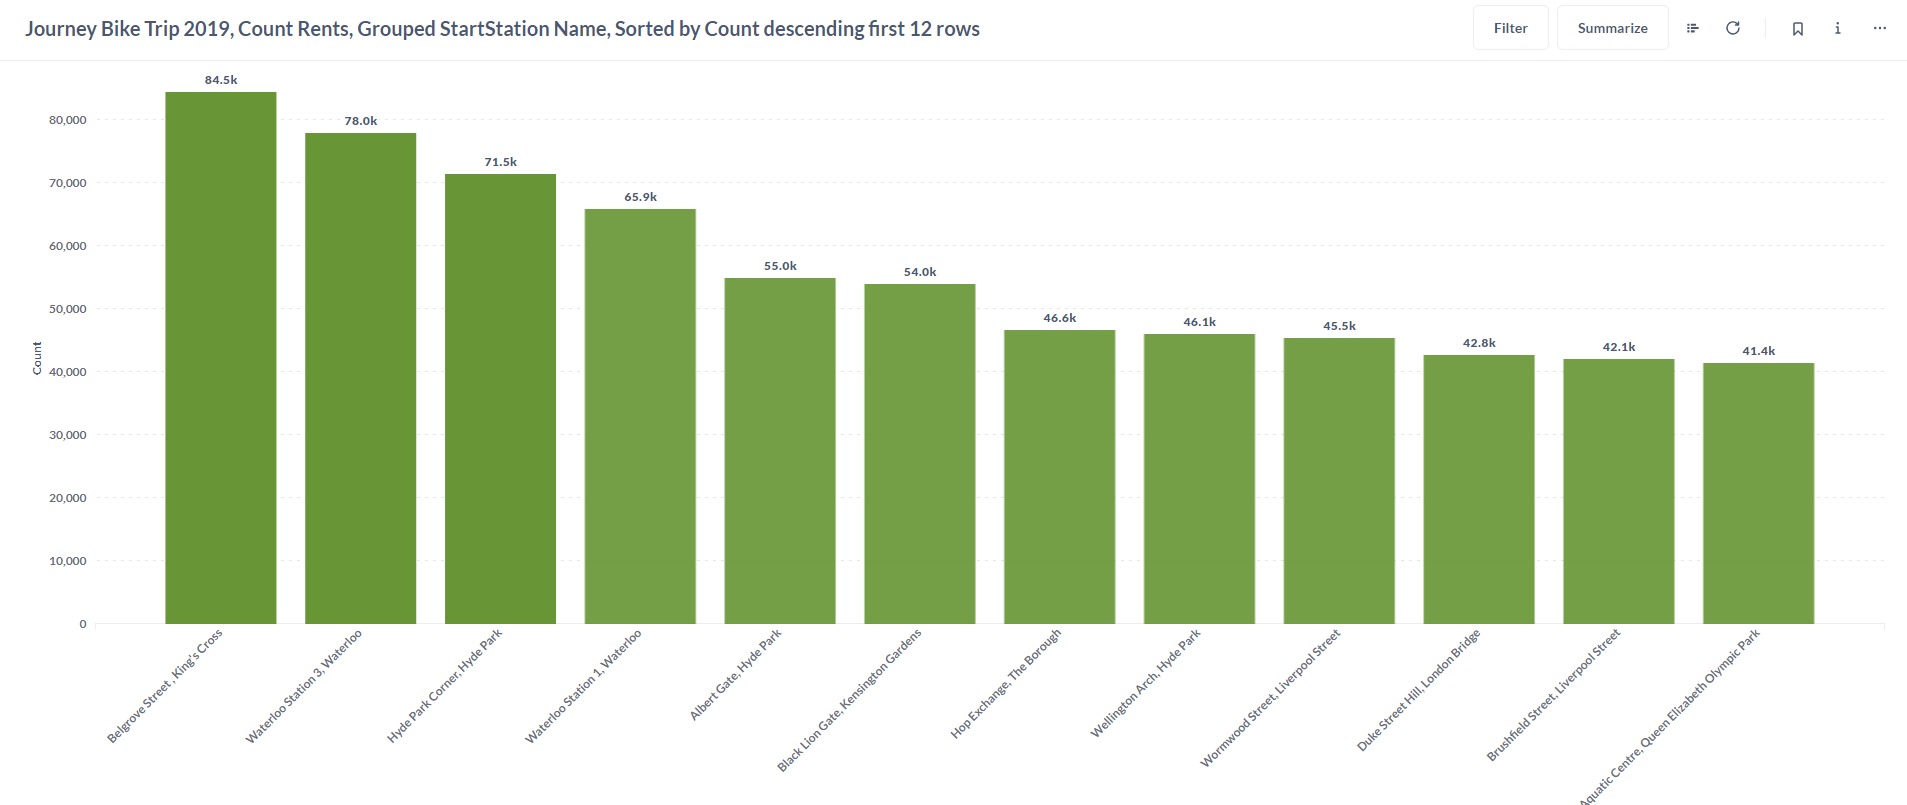 Journey Bike Trip 2019, Count Rents, Grouped StartStation Name, Sorted by Count descending first 12 rows
Filter
Summarize
84.5k
78.0k
71.5k
65.9k
55.0k
54.0k
46.6k
46.1k
45.5k
42.8k
42.1k
41.4k
80,000
70,000
60,000
50,000
40,000
30,000
20,000
10,000
0
Count
Belgrove Street , King's Cross
Waterloo Station 3, Waterloo
Hyde Park Corner, Hyde Park
Waterloo Station 1, Waterloo
Albert Gate, Hyde Park
Black Lion Gate, Kensington Gardens
Hop Exchange, The Borough
Wellington Arch, Hyde Park
Wormwood Street, Liverpool Street
Duke Street Hill, London Bridge
Brushfield Street, Liverpool Street
Aquatic Centre, Queen Elizabeth Olympic Park